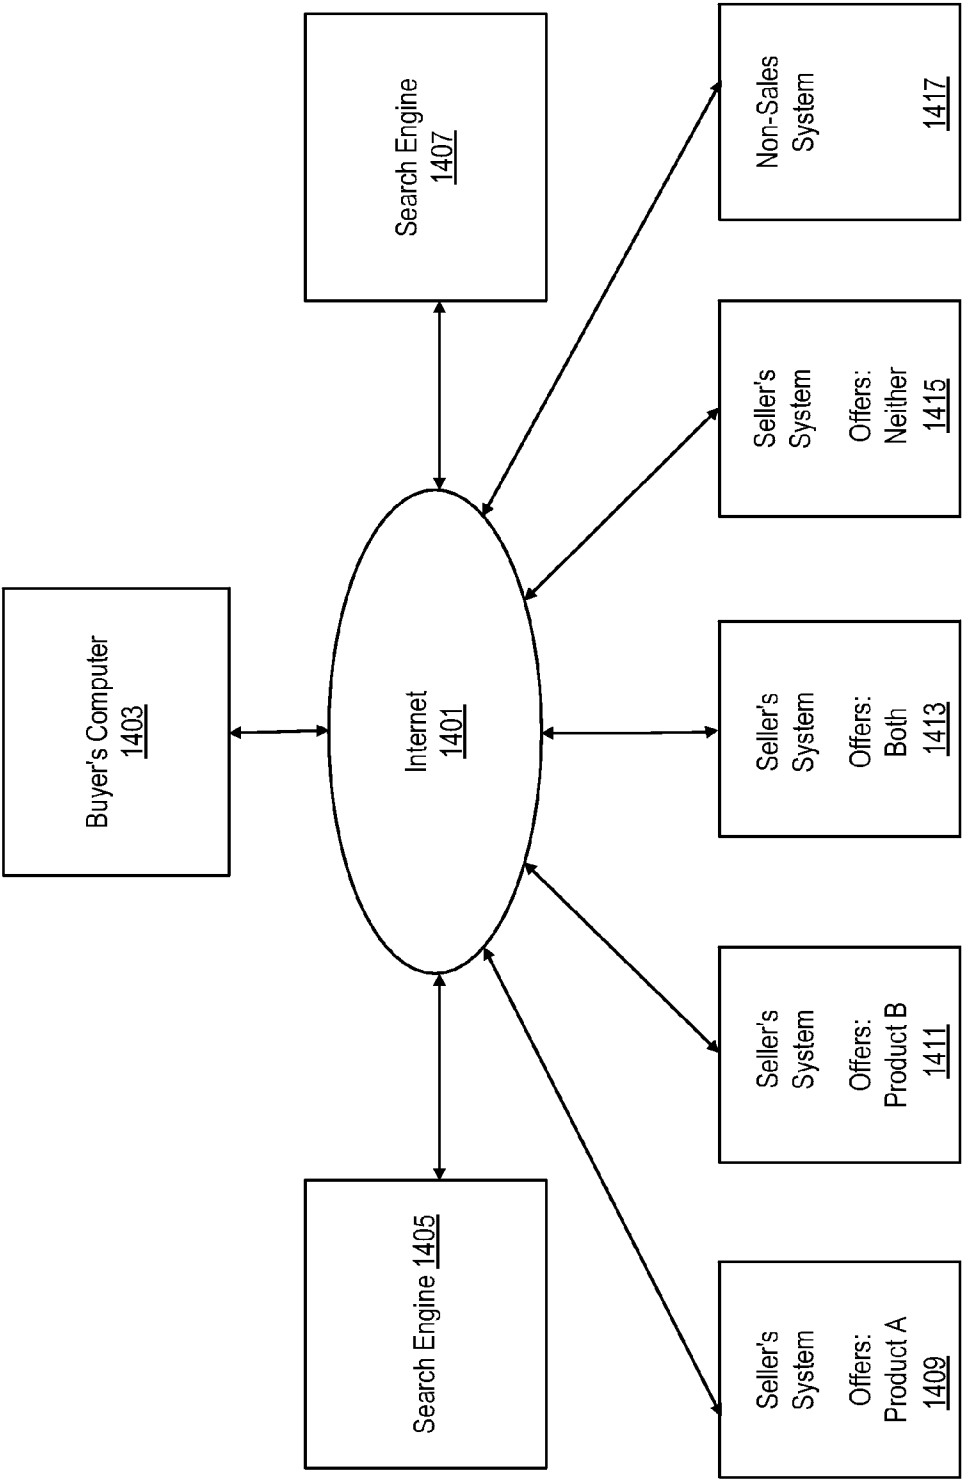 Buyer's Computer
1403
Search Engine 1405
Internet
1401
Search Engine
1407
Seller's
System
Offers:
Product A
1409
Seller's
System
Offers:
Product B
1411
Seller's
System
Offers:
Both
1413
Seller's
System
Offers:
Neither
1415
Non-Sales
System
1417